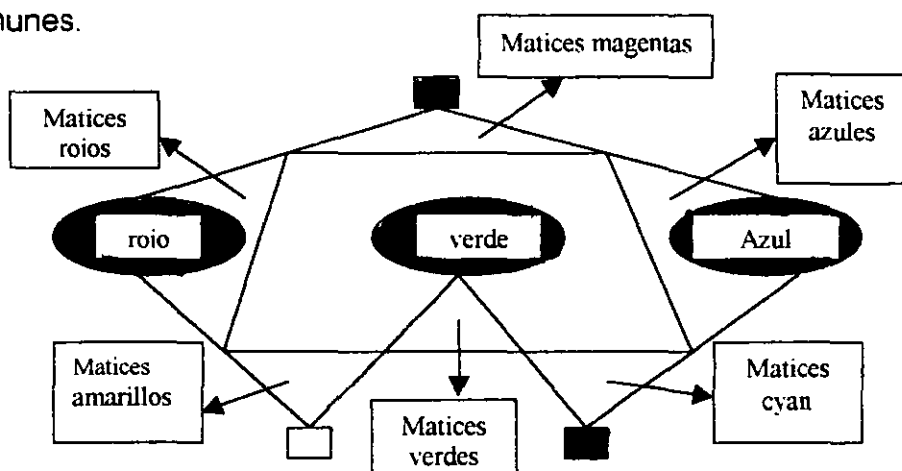 unes.
Matices magentas
Matices
roios
Matices
azules
roio
verde
Azul
Matices
amarillos
Matices
verdes
Matices
cyan